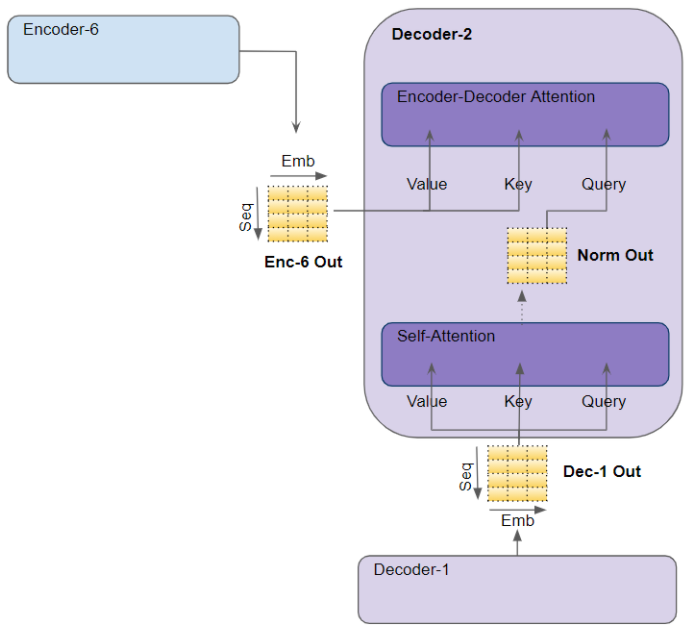 Encoder-6
Decoder-2
Encoder-Decoder Attention
Emb
Value Key Query
Seq
Enc-6 Out
Norm Out
Self-Attention
Value Key Query
Seq
Dec-1 Out
Emb
Decoder-1